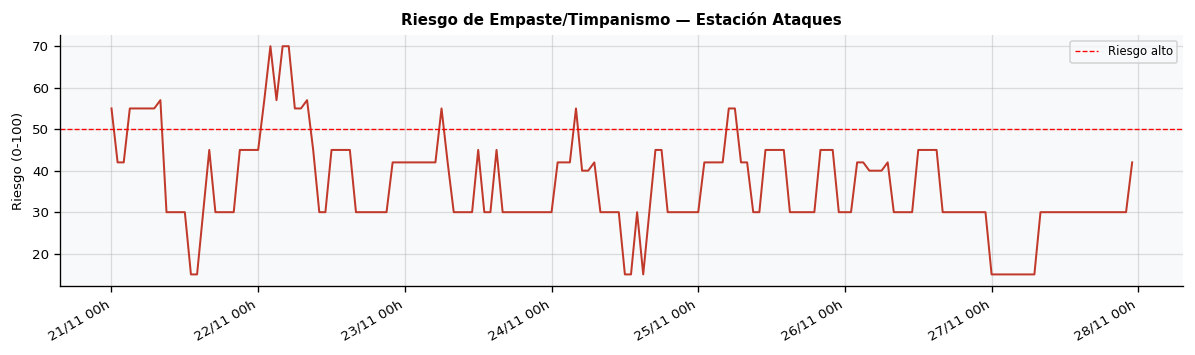 Riesgo de Empaste/Timpanismo — Estación Ataques
Riesgo alto
Riesgo (0-100)
70
60
50
40
30
20
21/11 00h
22/11 00h
23/11 00h
24/11 00h
25/11 00h
26/11 00h
27/11 00h
28/11 00h